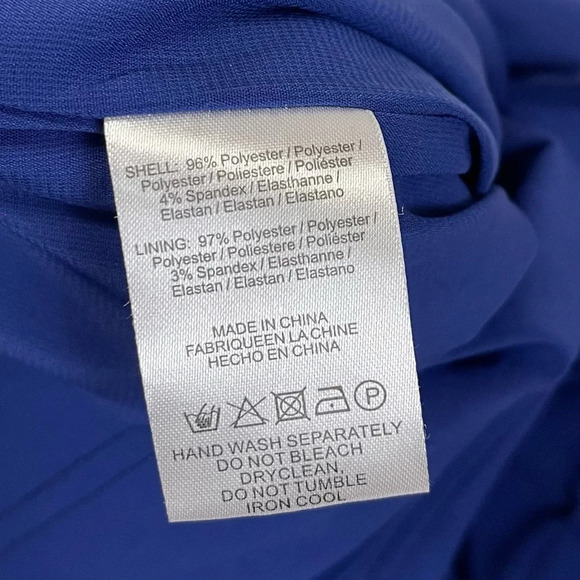 SHELL: 96% Polyester / Polyester /
Polyester / Poliestere / Poliéster
4% Spandex / Elasthanne /
Elastan / Elastan / Elastano
LINING: 97% Polyester / Polyester
Polyester / Poliestere / Poliéster
3% Spandex / Elasthanne /
Elastan / Elastan / Elastano
MADE IN CHINA
FABRIQUEEN LA CHINE
HECHO EN CHINA
P
HAND WASH SEPARATELY
DO NOT BLEACH
DRYCLEAN,
DO NOT TUMBLE
IRON COOL